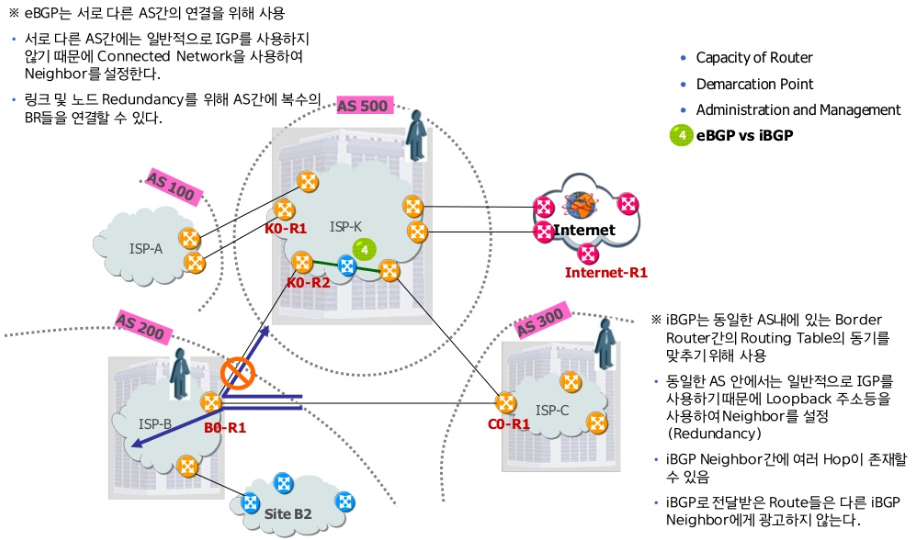 ※ eBGP는 서로 다른 AS간의 연결을 위해 사용
• 서로 다른 AS간에는 일반적으로 IGP를 사용하지
않기 때문에 Connected Network을 사용하여
Neighbor를 설정한다.
• 링크 및 노드 Redundancy를 위해 AS간에 복수의
BR들을 연결할 수 있다.
• Capacity of Router
• Demarcation Point
• Administration and Management
4 eBGP vs iBGP
AS 500
AS 100
ISP-K
K0-R1
ISP-A
4
K0-R2
Internet
Internet-R1
AS 200
AS 300
ISP-B
B0-R1
ISP-C
C0-R1
Site B2
※ iBGP는 동일한 AS내에 있는 Border
Router간의 Routing Table의 동기를
맞추기위해 사용
• 동일한 AS 안에서는 일반적으로 IGP를
사용하기때문에 Loopback 주소등을
사용하여 Neighbor를 설정
(Redundancy)
• iBGP Neighbor간에 여러 Hop이 존재할
수 있음
• iBGP로 전달받은 Route들은 다른 iBGP
Neighbor에게 광고하지 않는다.